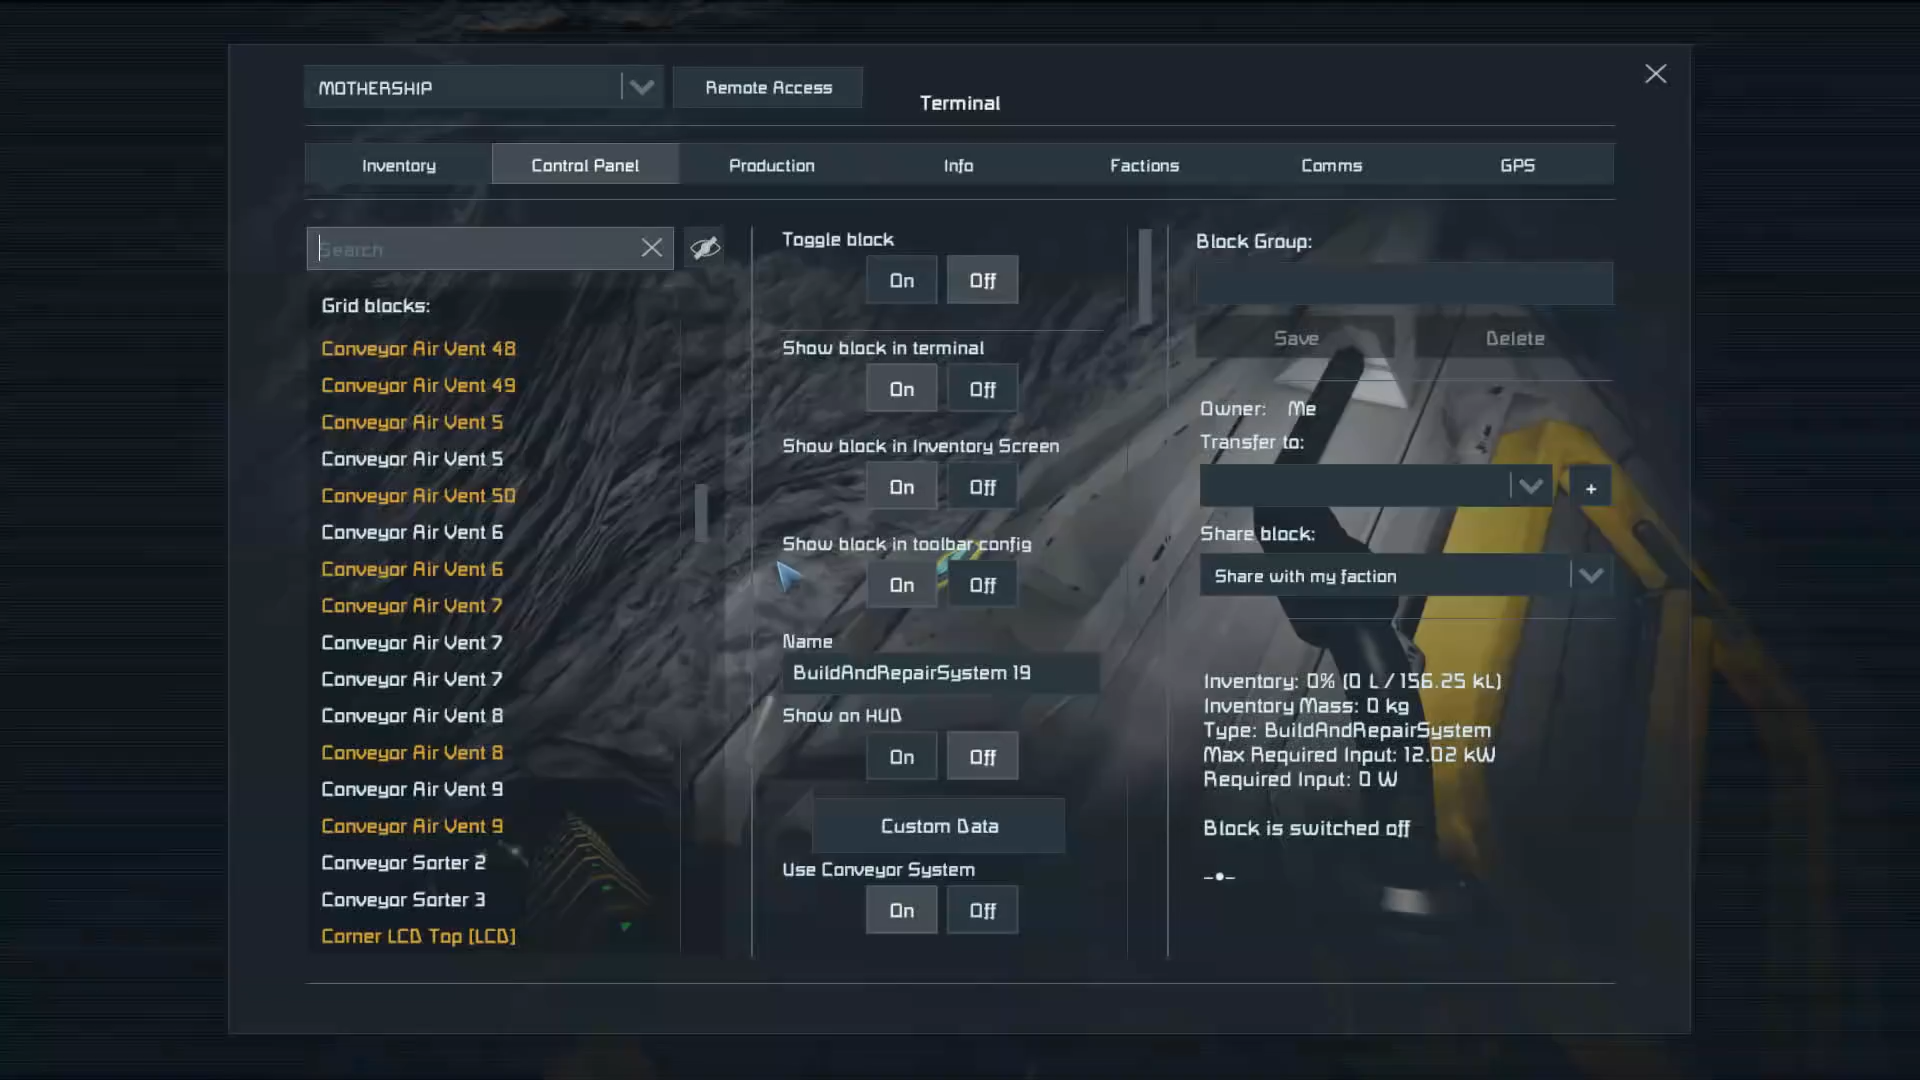 MOTHERSHIP
Remote Access
Terminal
Inventory
Control Panel
Production
Info
Factions
Comms
GPS
Search
Grid blocks:
Conveyor Air Vent 48
Conveyor Air Vent 49
Conveyor Air Vent 5
Conveyor Air Vent 5
Conveyor Air Vent 50
Conveyor Air Vent 6
Conveyor Air Vent 6
Conveyor Air Vent 7
Conveyor Air Vent 7
Conveyor Air Vent 7
Conveyor Air Vent 8
Conveyor Air Vent 8
Conveyor Air Vent 9
Conveyor Air Vent 9
Conveyor Sorter 2
Conveyor Sorter 3
Corner LCD Top [LCD]
Toggle block
On Off
Show block in terminal
On Off
Show block in Inventory Screen
On Off
Show block in toolbar config
On Off
Name
BuildAndRepairSystem 19
Show on HUD
On Off
Custom Data
Use Conveyor System
On Off
Block Group:
Save
Delete
Owner: Me
Transfer to:
+
Share block:
Share with my faction
Inventory: 0% (0 L / 156.25 kL)
Inventory Mass: 0 kg
Type: BuildAndRepairSystem
Max Required Input: 12.02 kW
Required Input: 0 W
Block is switched off